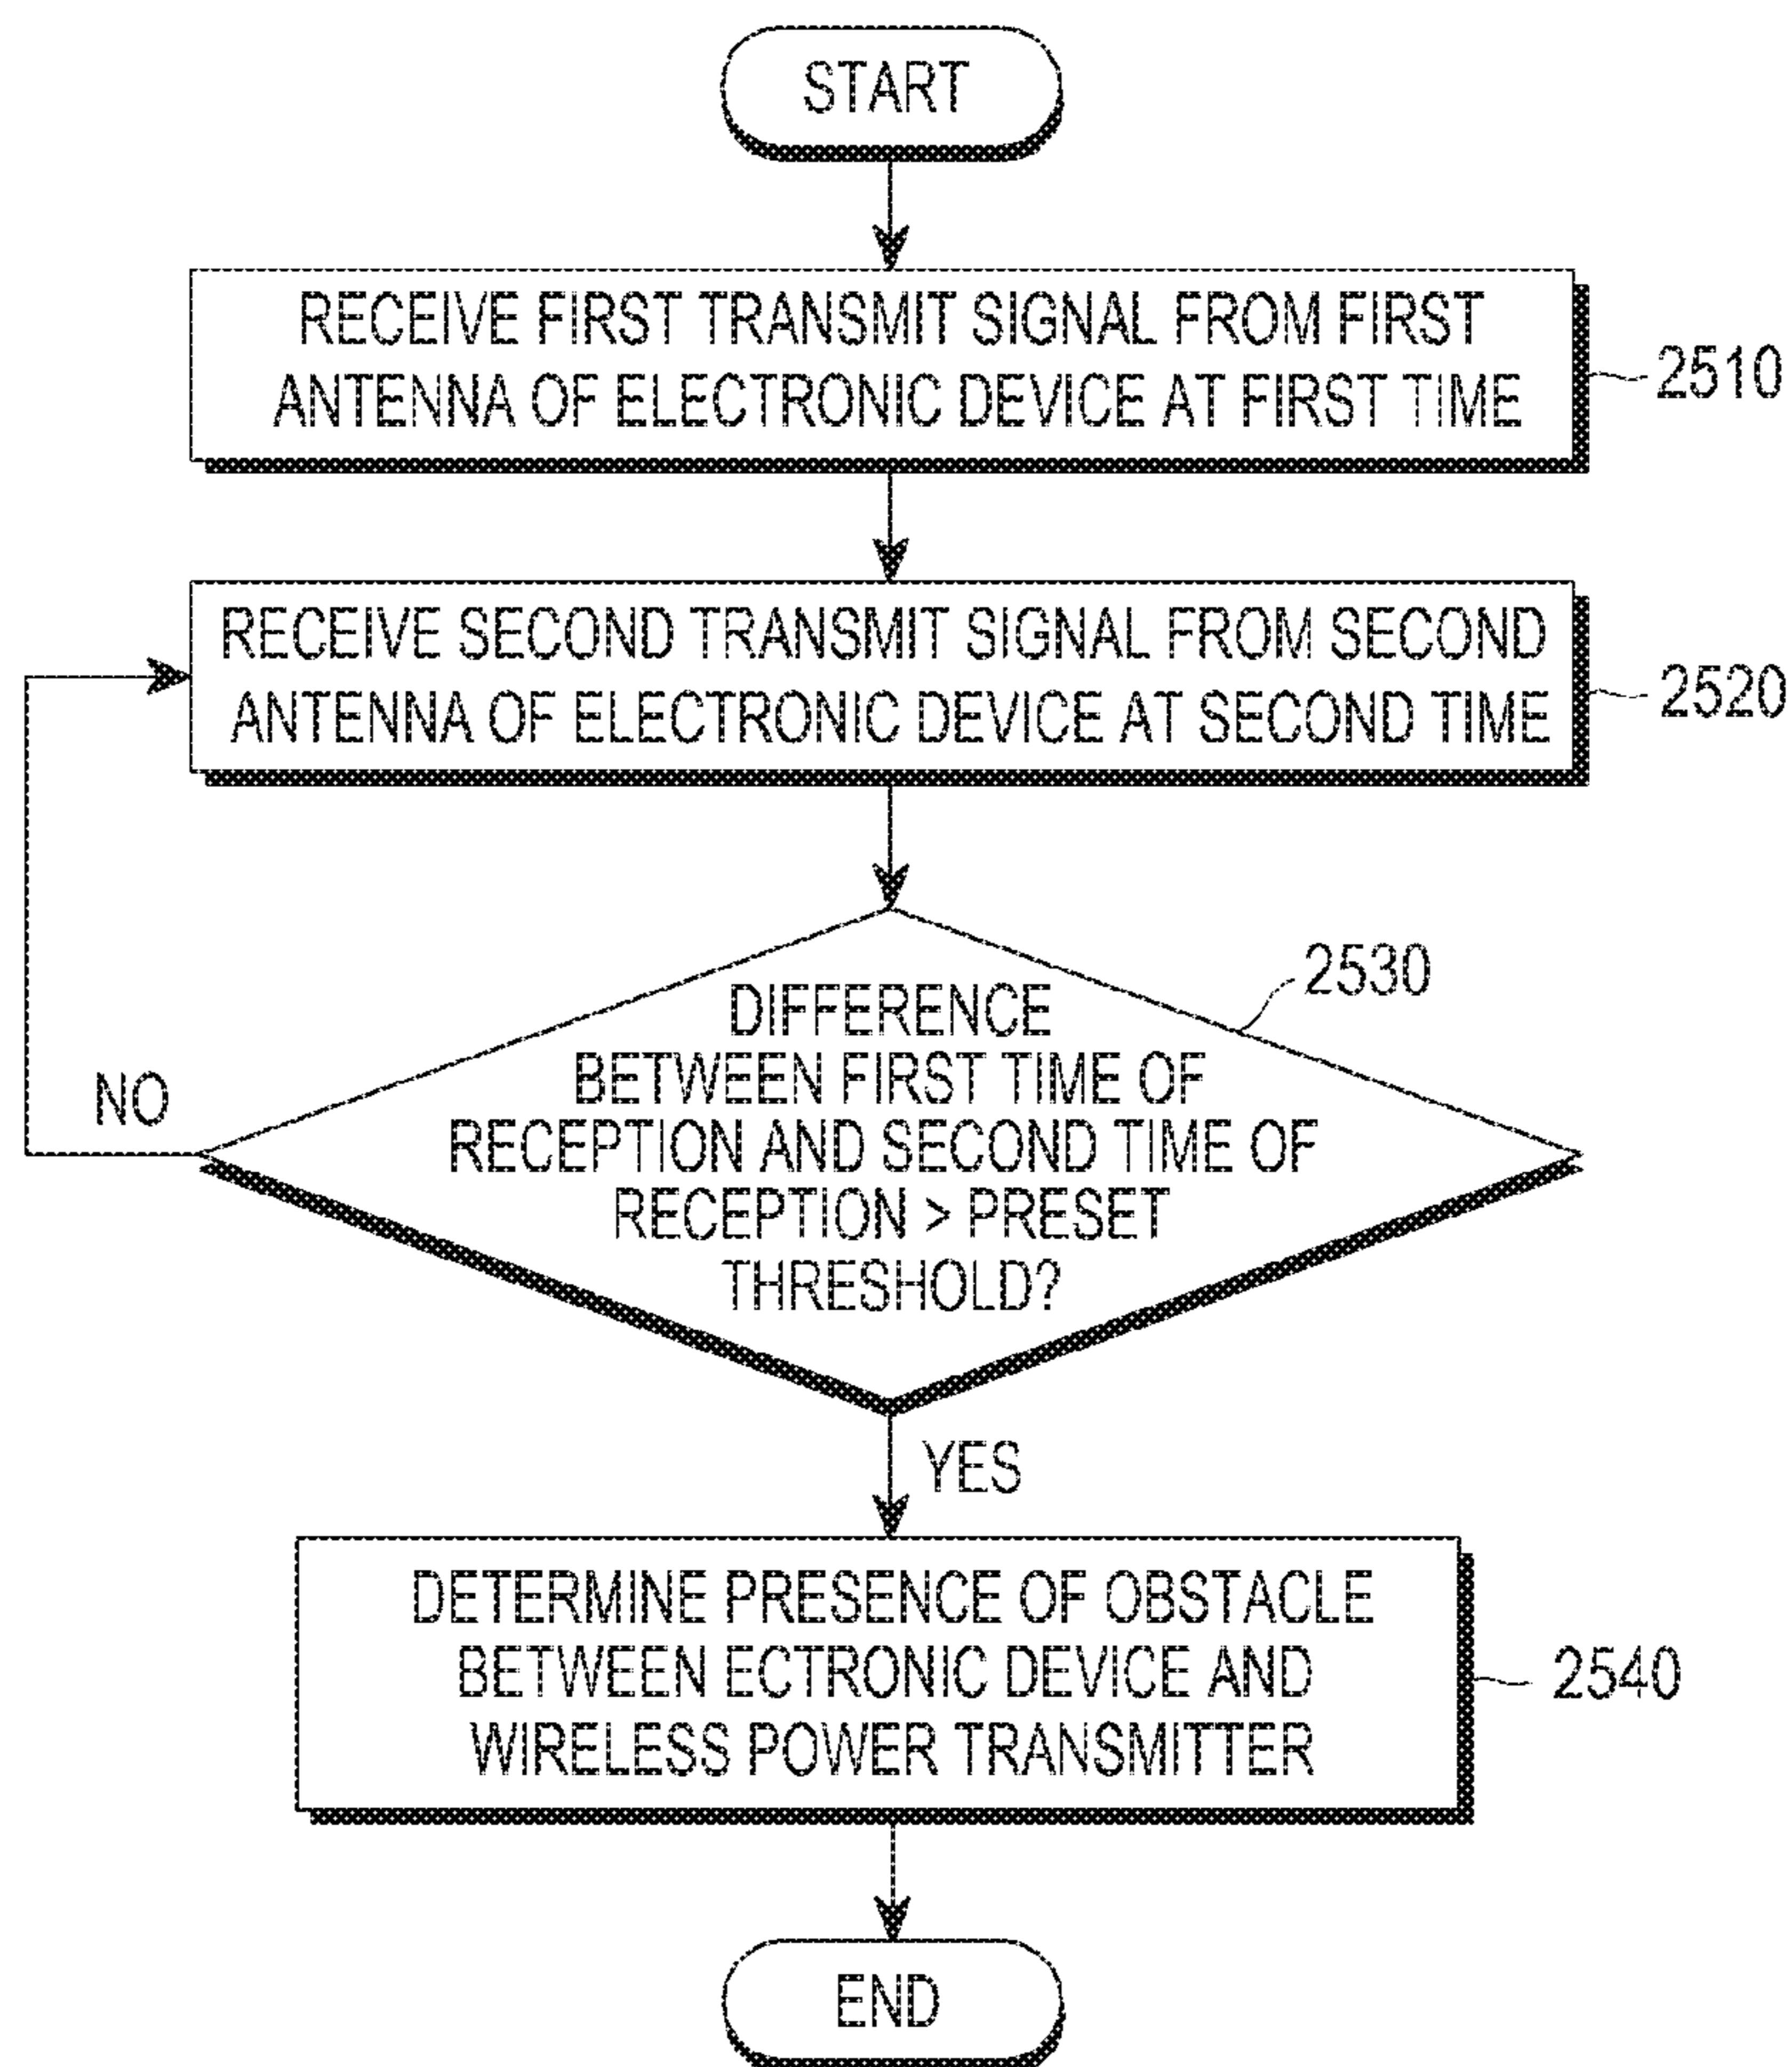 START
RECEIVE FIRST TRANSMIT SIGNAL FROM FIRST
ANTENNA OF ELECTRONIC DEVICE AT FIRST TIME
2510
RECEIVE SECOND TRANSMIT SIGNAL FROM SECOND
ANTENNA OF ELECTRONIC DEVICE AT SECOND TIME
2520
2530
DIFFERENCE
BETWEEN FIRST TIME OF
RECEPTION AND SECOND TIME OF
RECEPTION > PRESET
THRESHOLD?
NO
YES
DETERMINE PRESENCE OF OBSTACLE
BETWEEN ECTRONIC DEVICE AND
WIRELESS POWER TRANSMITTER
2540
END